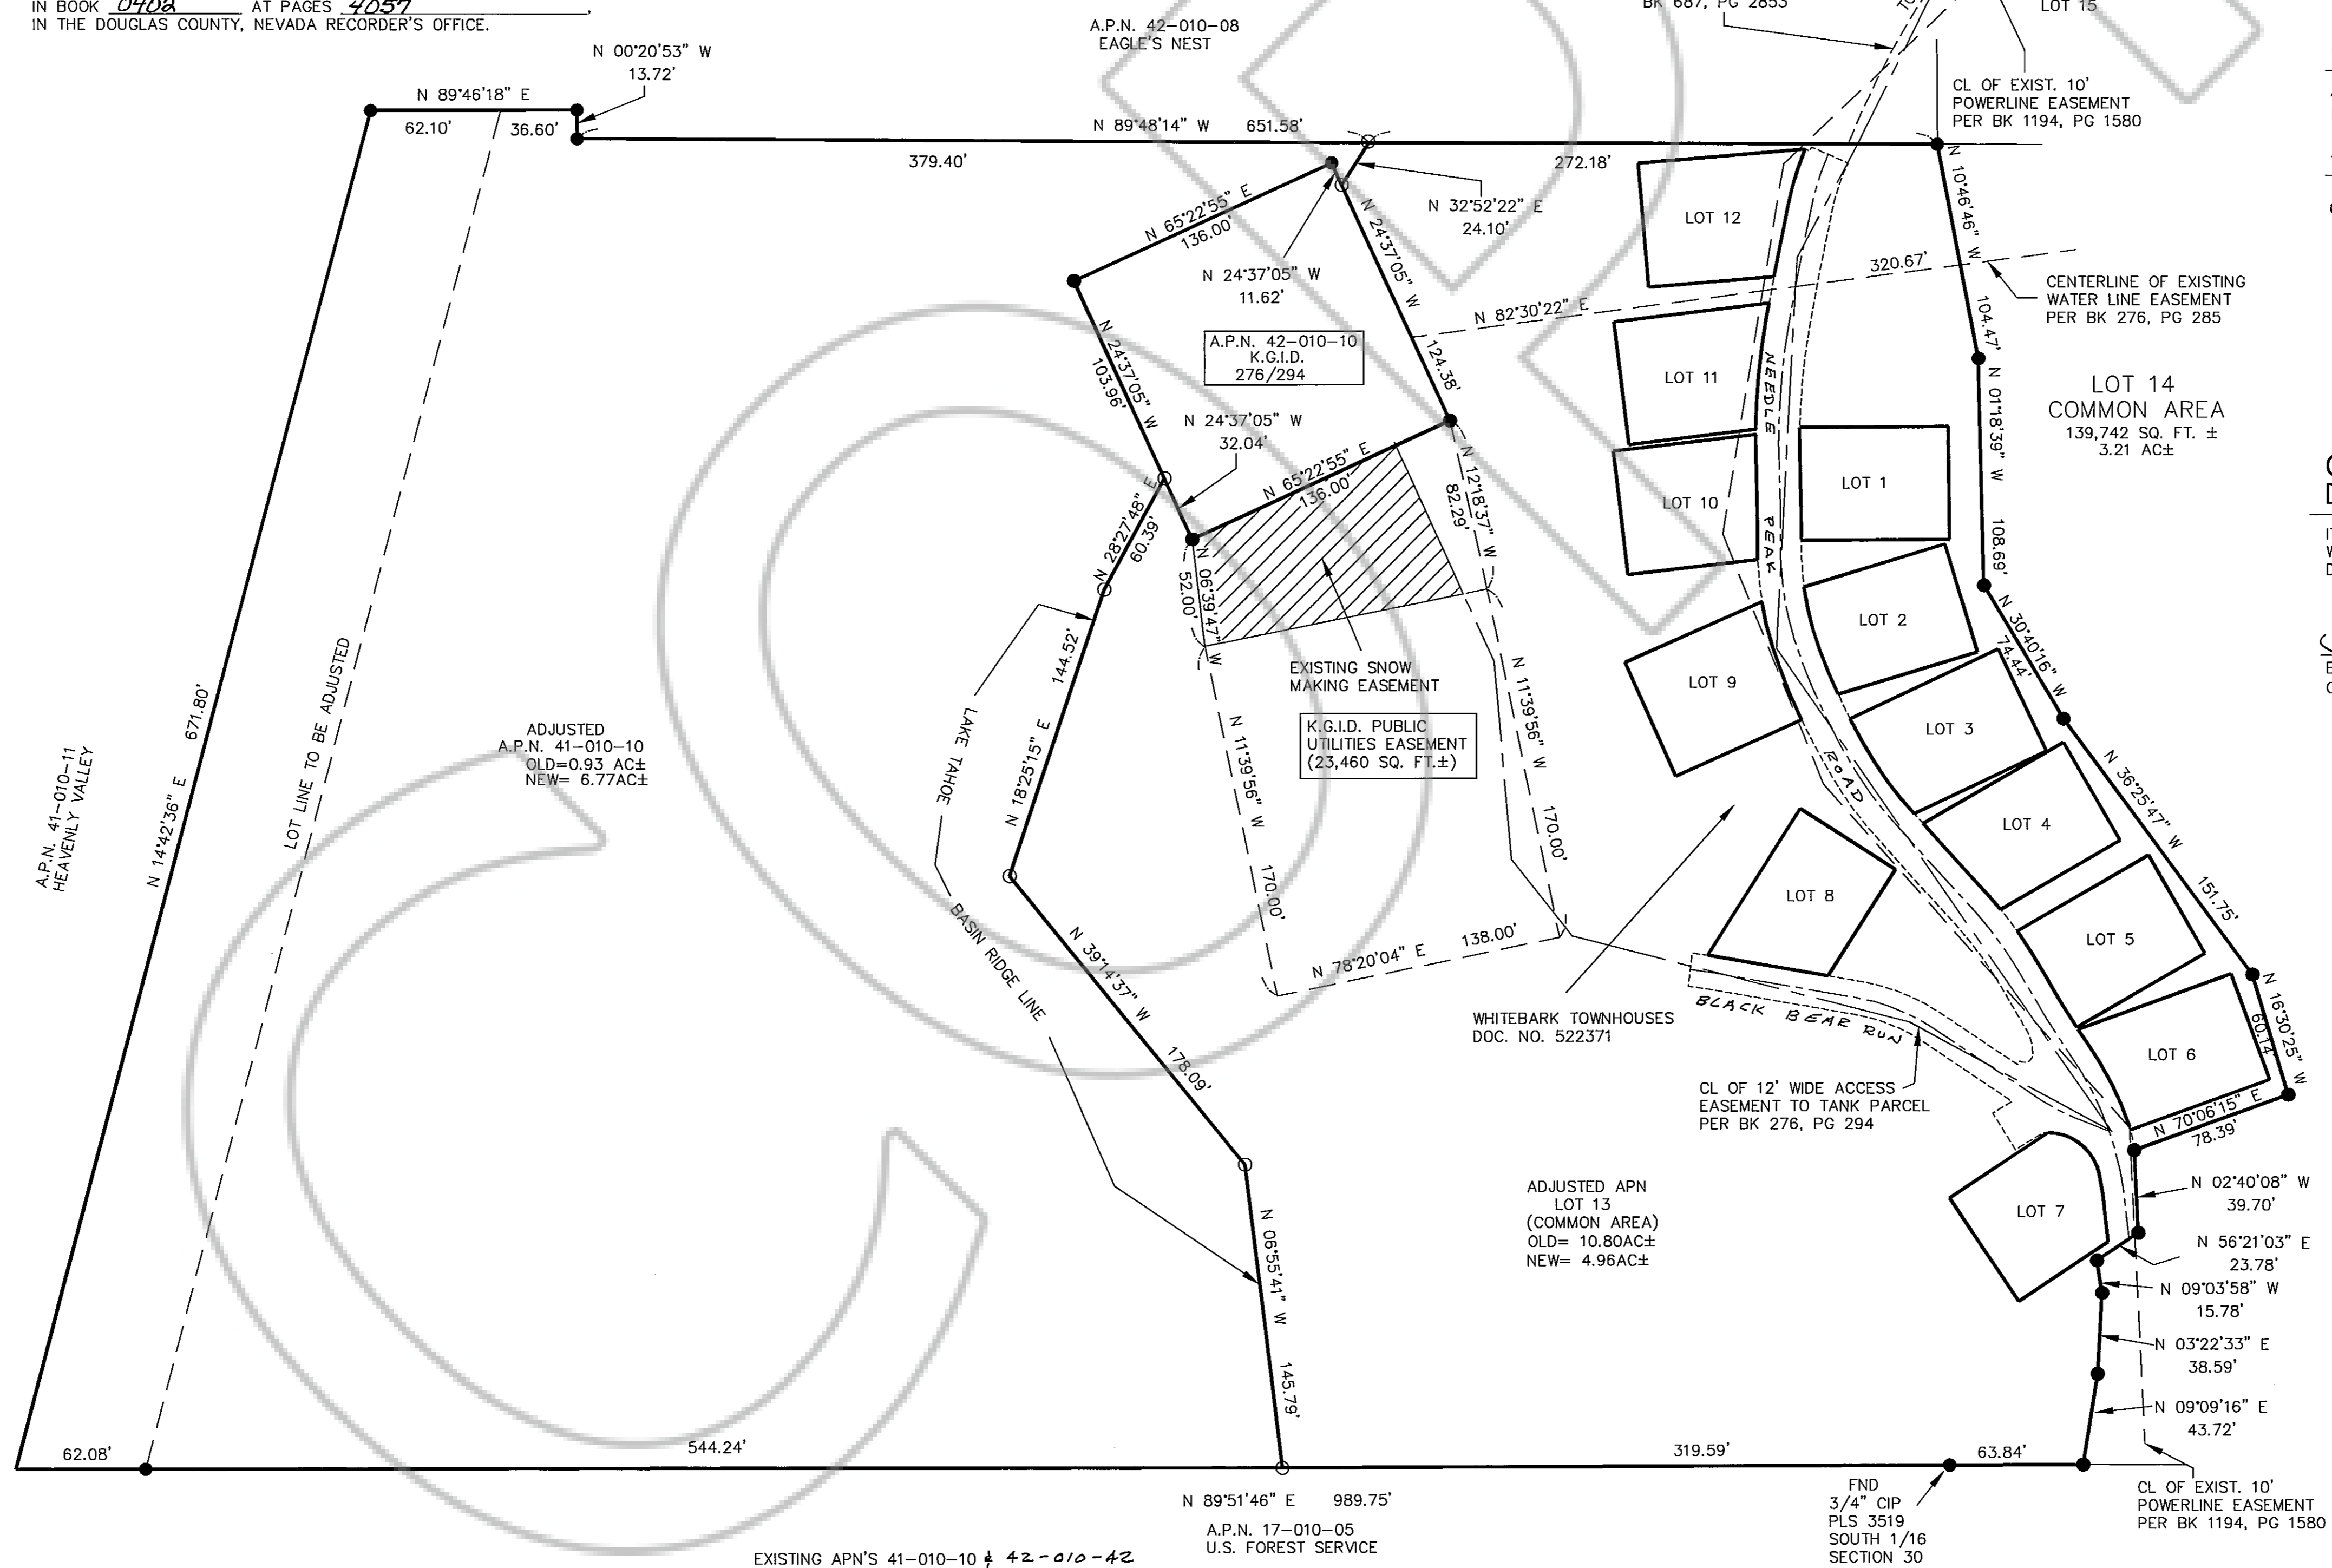 IN BOOK 0402 AT PAGES 4057,
IN THE DOUGLAS COUNTY, NEVADA RECORDER'S OFFICE.
A.P.N. 42-010-08
EAGLE'S NEST
BK 687, PG 2853
LOT 15
N 00°20'53" W
13.72'
N 89°46'18" E
62.10' 36.60'
N 89°48'14" W 651.58'
379.40'
272.18'
CL OF EXIST. 10'
POWERLINE EASEMENT
PER BK 1194, PG 1580
N 10°46'46" W
104.47'
N 65°22'55" E
136.00'
N 32°52'22" E
24.10'
N 24°37'05" W
11.62'
N 24°37'05" W
124.38'
LOT 12
320.67'
N 82°30'22" E
CENTERLINE OF EXISTING
WATER LINE EASEMENT
PER BK 276, PG 285
A.P.N. 42-010-10
K.G.I.D.
276/294
N 24°37'05" W
103.96'
N 24°37'05" W
32.04'
LOT 11
NEEDLE PEAK ROAD
LOT 14
COMMON AREA
139,742 SQ. FT. ±
3.21 AC±
N 01°18'39" W
108.69'
N 65°22'55" E
136.00'
N 12°18'37" W
82.29'
LOT 10
LOT 1
N 28°27'48" E
60.39'
N 06°39'47" W
52.00'
LOT 2
N 30°40'16" W
74.44'
EXISTING SNOW
MAKING EASEMENT
K.G.I.D. PUBLIC
UTILITIES EASEMENT
(23,460 SQ. FT.±)
LOT 9
LOT 3
N 36°25'47" W
151.75'
144.52'
N 18°25'15" E
LAKE TAHOE
BASIN RIDGE LINE
N 11°39'56" W
170.00'
N 11°39'56" W
170.00'
LOT LINE TO BE ADJUSTED
671.80'
N 14°42'36" E
A.P.N. 41-010-11
HEAVENLY VALLEY
ADJUSTED
A.P.N. 41-010-10
OLD=0.93 AC±
NEW= 6.77AC±
LOT 4
LOT 8
LOT 5
N 78°20'04" E 138.00'
N 39°14'37" W
178.09'
WHITEBARK TOWNHOUSES
DOC. NO. 522371
BLACK BEAR RUN
LOT 6
N 16°30'25" W
60.14'
CL OF 12' WIDE ACCESS
EASEMENT TO TANK PARCEL
PER BK 276, PG 294
N 70°06'15" E
78.39'
ADJUSTED APN
LOT 13
(COMMON AREA)
OLD= 10.80AC±
NEW= 4.96AC±
LOT 7
N 02°40'08" W
39.70'
N 56°21'03" E
23.78'
N 09°03'58" W
15.78'
N 03°22'33" E
38.59'
N 09°09'16" E
43.72'
N 06°55'41" W
145.79'
62.08'
544.24'
319.59'
63.84'
N 89°51'46" E 989.75'
A.P.N. 17-010-05
U.S. FOREST SERVICE
FND
3/4" CIP
PLS 3519
SOUTH 1/16
SECTION 30
CL OF EXIST. 10'
POWERLINE EASEMENT
PER BK 1194, PG 1580
EXISTING APN'S 41-010-10 & 42-010-42